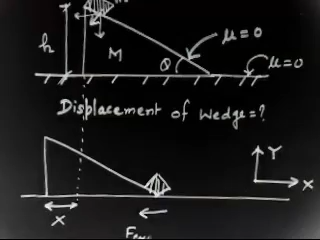 h
M
θ
μ=0
μ=0
Displacement of wedge=?
Y
X
X